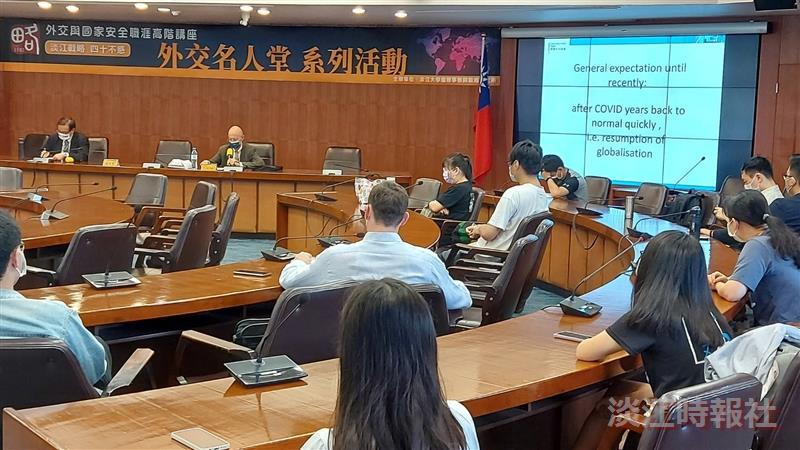 略
外交與國家安全職涯高階講座
淡江戰略 四十不惑
外交名人堂 系列活動
General expectation until
recently:
after COVID years back to
normal quickly ,
i.e. resumption of
globalisation
淡江時報社